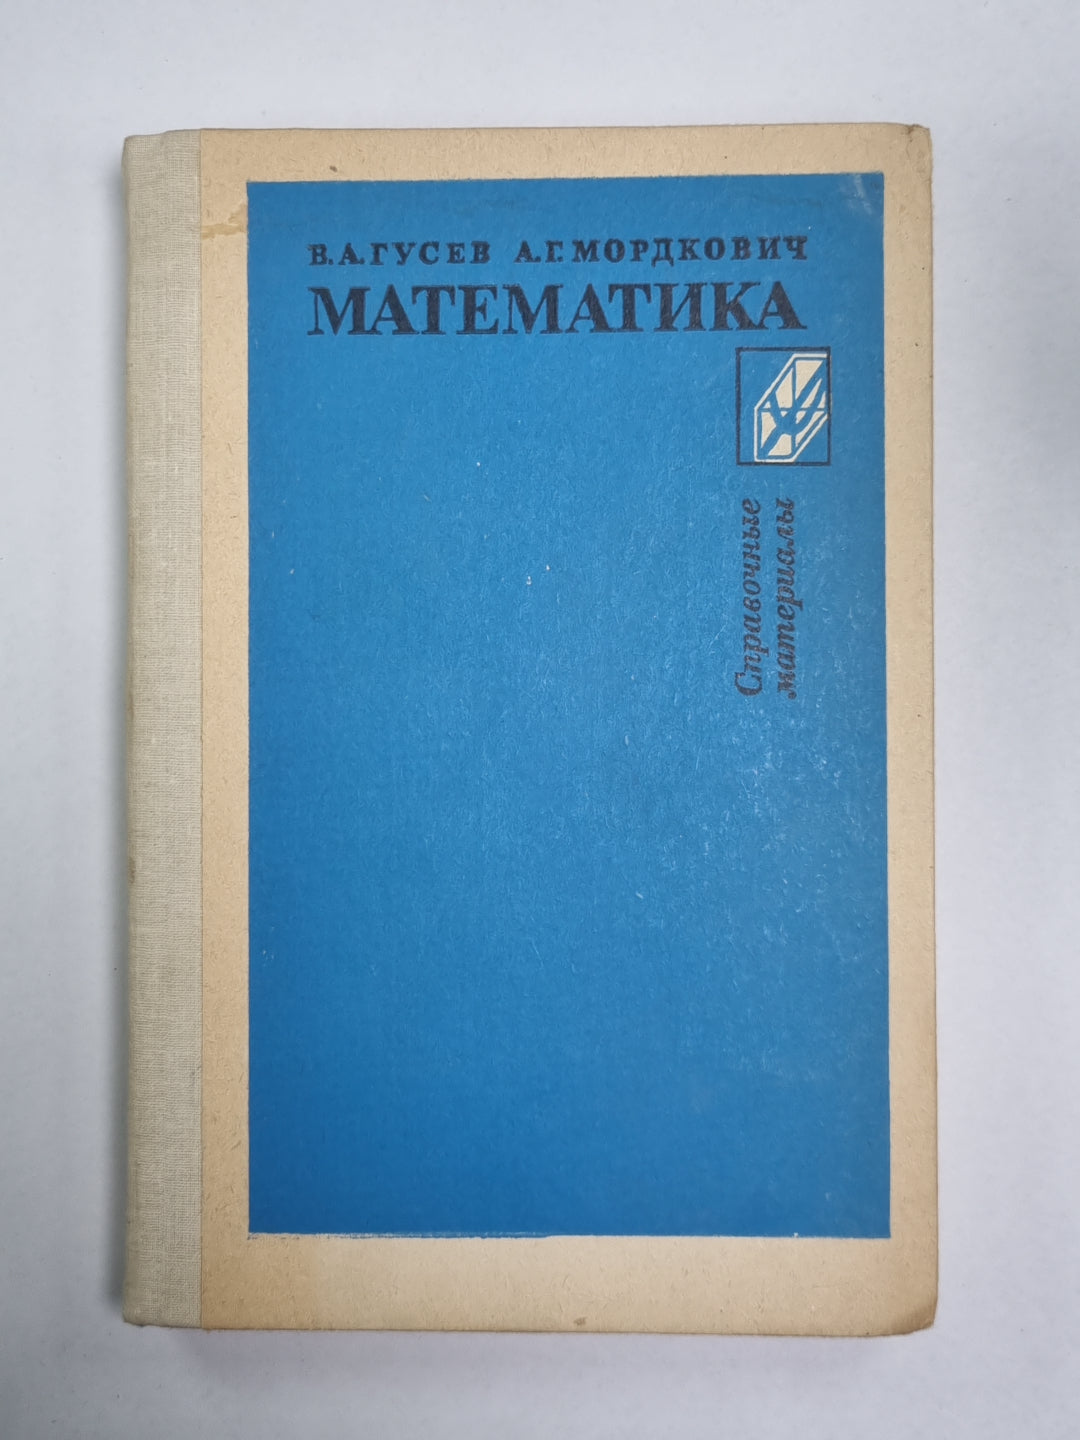 В.А.ГУСЕВ А.Г.МОРДКОВИЧ
МАТЕМАТИКА
Справочные
материалы